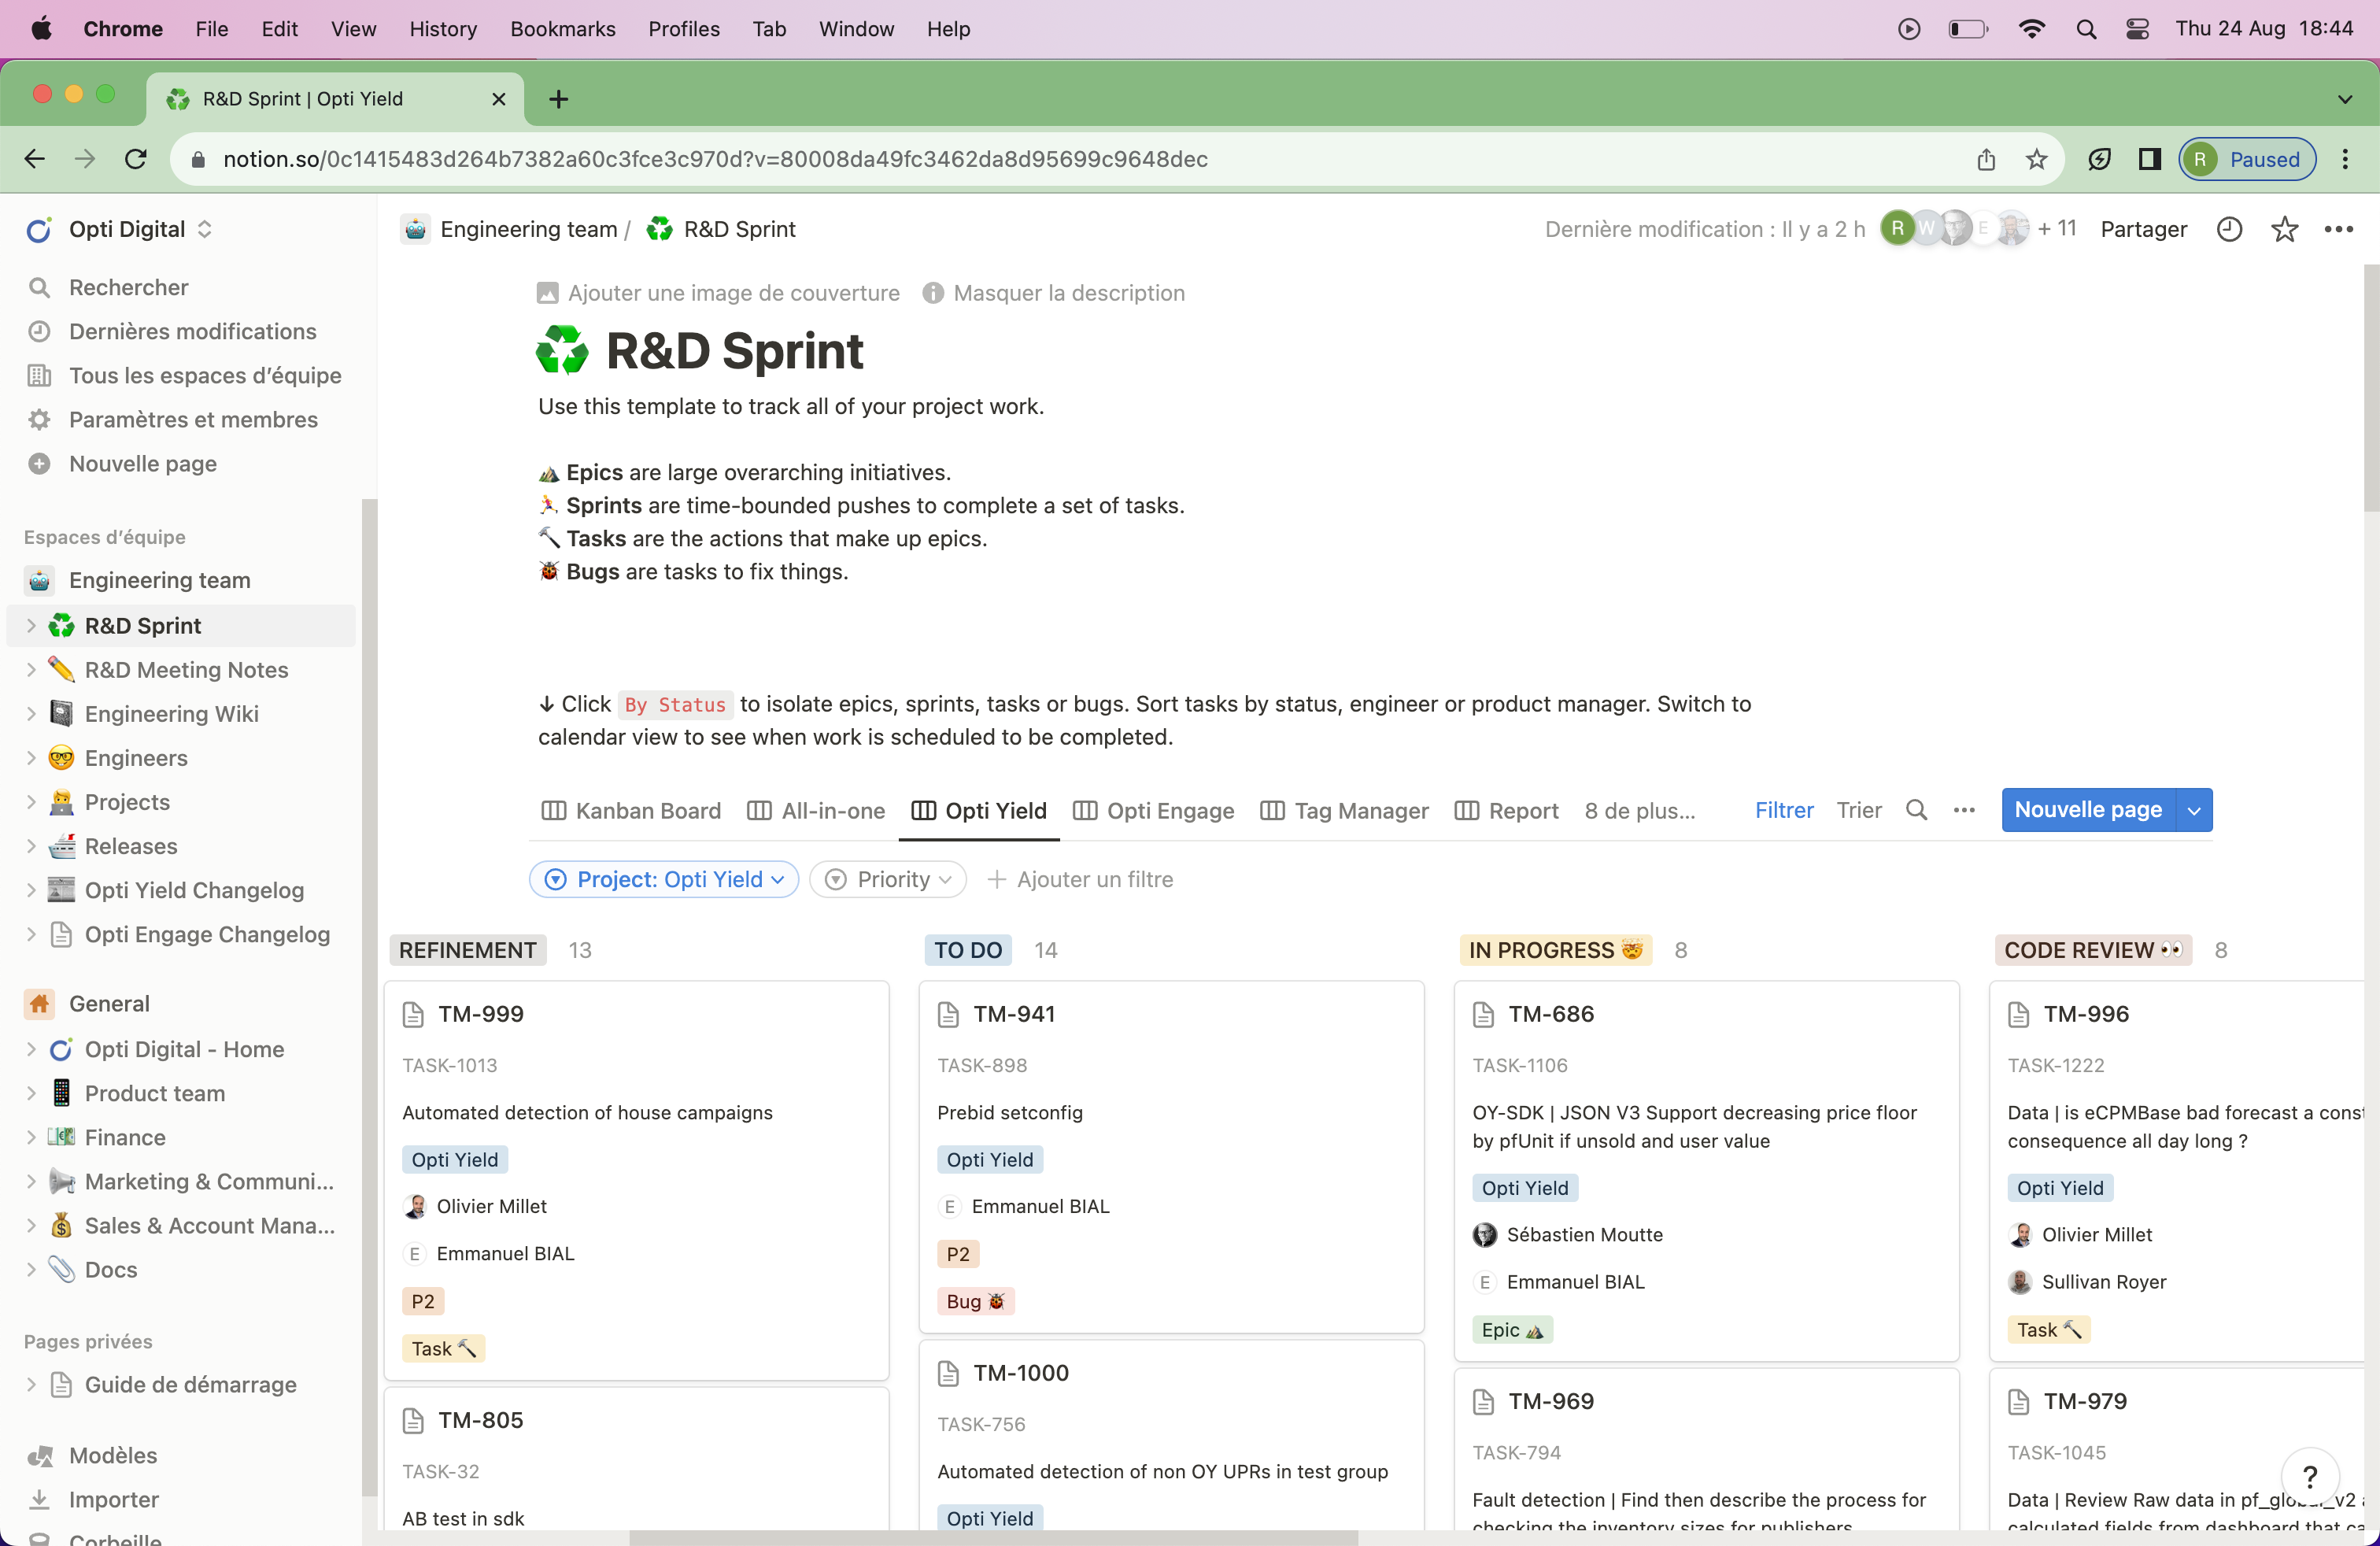 Chrome File Edit View History Bookmarks Profiles Tab Window Help Thu 24 Aug 18:44
R&D Sprint | Opti Yield
notion.so/0c1415483d264b7382a60c3fce3c970d?v=80008da49fc3462da8d95699c9648dec R Paused
Opti Digital
Rechercher
Dernières modifications
Tous les espaces d’équipe
Paramètres et membres
Nouvelle page
Espaces d’équipe
Engineering team
R&D Sprint
R&D Meeting Notes
Engineering Wiki
Engineers
Projects
Releases
Opti Yield Changelog
Opti Engage Changelog
General
Opti Digital - Home
Product team
Finance
Marketing & Communi...
Sales & Account Mana...
Docs
Pages privées
Guide de démarrage
Modèles
Importer
Corbeille
Engineering team / R&D Sprint
Dernière modification : Il y a 2 h R W E + 11 Partager
Ajouter une image de couverture Masquer la description
R&D Sprint
Use this template to track all of your project work.
Epics are large overarching initiatives.
Sprints are time-bounded pushes to complete a set of tasks.
Tasks are the actions that make up epics.
Bugs are tasks to fix things.
↓ Click By Status to isolate epics, sprints, tasks or bugs. Sort tasks by status, engineer or product manager. Switch to
calendar view to see when work is scheduled to be completed.
Kanban Board All-in-one Opti Yield Opti Engage Tag Manager Report 8 de plus... Filtrer Trier Nouvelle page
Project: Opti Yield Priority Ajouter un filtre
REFINEMENT 13
TM-999
TASK-1013
Automated detection of house campaigns
Opti Yield
Olivier Millet
E Emmanuel BIAL
P2
Task
TM-805
TASK-32
AB test in sdk
TO DO 14
TM-941
TASK-898
Prebid setconfig
Opti Yield
E Emmanuel BIAL
P2
Bug
TM-1000
TASK-756
Automated detection of non OY UPRs in test group
Opti Yield
IN PROGRESS 8
TM-686
TASK-1106
OY-SDK | JSON V3 Support decreasing price floor
by pfUnit if unsold and user value
Opti Yield
Sébastien Moutte
E Emmanuel BIAL
Epic
TM-969
TASK-794
Fault detection | Find then describe the process for
checking the inventory sizes for publishers
CODE REVIEW 8
TM-996
TASK-1222
Data | is eCPMBase bad forecast a const
consequence all day long ?
Opti Yield
Olivier Millet
Sullivan Royer
Task
TM-979
TASK-1045
Data | Review Raw data in pf_global_v2
calculated fields from dashboard that ca
?